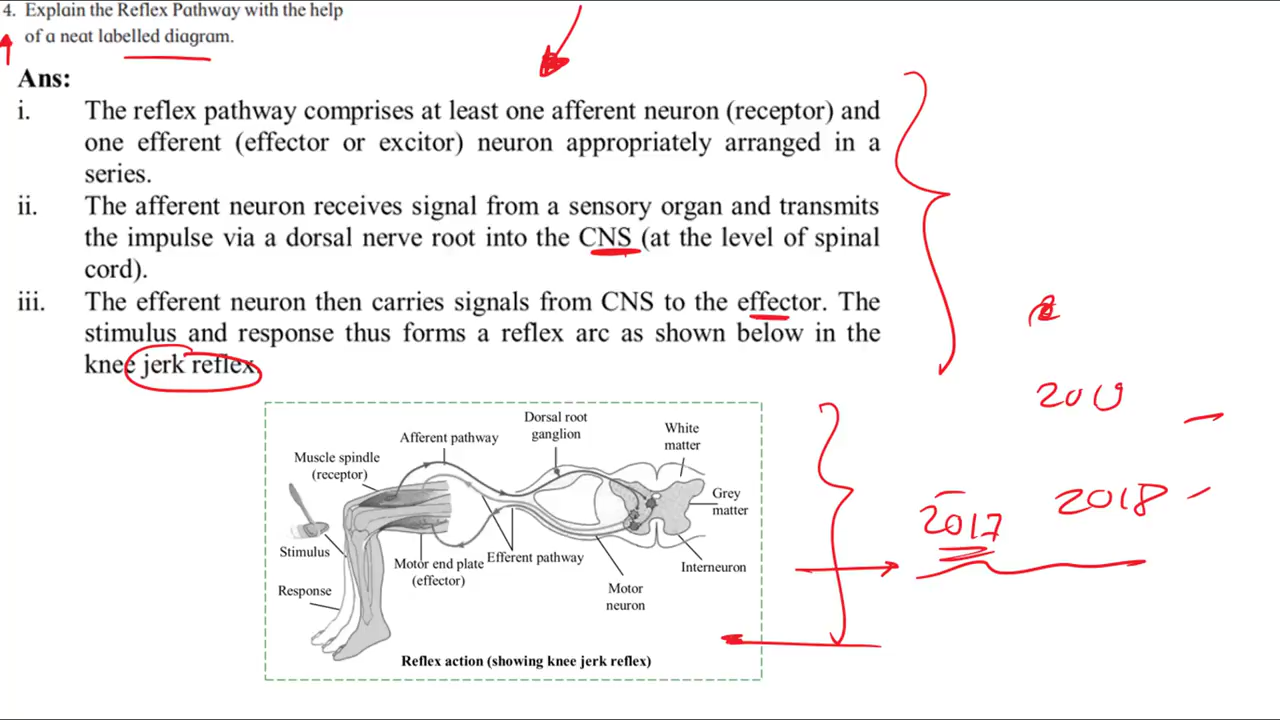 4. Explain the Reflex Pathway with the help
of a neat labelled diagram.
Ans:
i. The reflex pathway comprises at least one afferent neuron (receptor) and
one efferent (effector or excitor) neuron appropriately arranged in a
series.
ii. The afferent neuron receives signal from a sensory organ and transmits
the impulse via a dorsal nerve root into the CNS (at the level of spinal
cord).
iii. The efferent neuron then carries signals from CNS to the effector. The
stimulus and response thus forms a reflex arc as shown below in the
knee jerk reflex.
Dorsal root
ganglion
Afferent pathway
White
matter
Muscle spindle
(receptor)
Grey
matter
Stimulus
Motor end plate
(effector)
Efferent pathway
Interneuron
Response
Motor
neuron
Reflex action (showing knee jerk reflex)
2018
2017